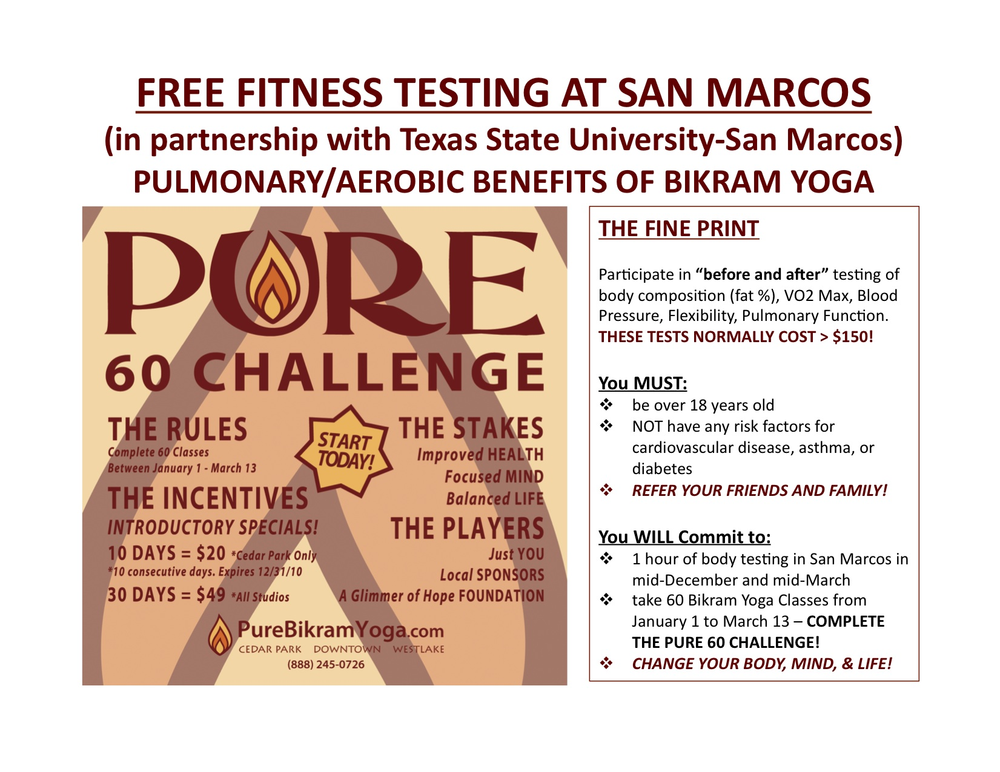 FREE FITNESS TESTING AT SAN MARCOS
(in partnership with Texas State University-San Marcos)
PULMONARY/AEROBIC BENEFITS OF BIKRAM YOGA
PURE
60 CHALLENGE
THE RULES
Complete 60 Classes
Between January 1 - March 13
THE INCENTIVES
INTRODUCTORY SPECIALS!
10 DAYS = $20 *Cedar Park Only
*10 consecutive days. Expires 12/31/10
30 DAYS = $49 *All Studios
START
TODAY!
THE STAKES
Improved HEALTH
Focused MIND
Balanced LIFE
THE PLAYERS
Just YOU
Local SPONSORS
A Glimmer of Hope FOUNDATION
PureBikramYoga.com
CEDAR PARK DOWNTOWN WESTLAKE
(888) 245-0726
THE FINE PRINT
Participate in “before and after” testing of
body composition (fat %), VO2 Max, Blood
Pressure, Flexibility, Pulmonary Function.
THESE TESTS NORMALLY COST > $150!
You MUST:
❖ be over 18 years old
❖ NOT have any risk factors for
cardiovascular disease, asthma, or
diabetes
❖ REFER YOUR FRIENDS AND FAMILY!
You WILL Commit to:
❖ 1 hour of body testing in San Marcos in
mid-December and mid-March
❖ take 60 Bikram Yoga Classes from
January 1 to March 13 – COMPLETE
THE PURE 60 CHALLENGE!
❖ CHANGE YOUR BODY, MIND, & LIFE!